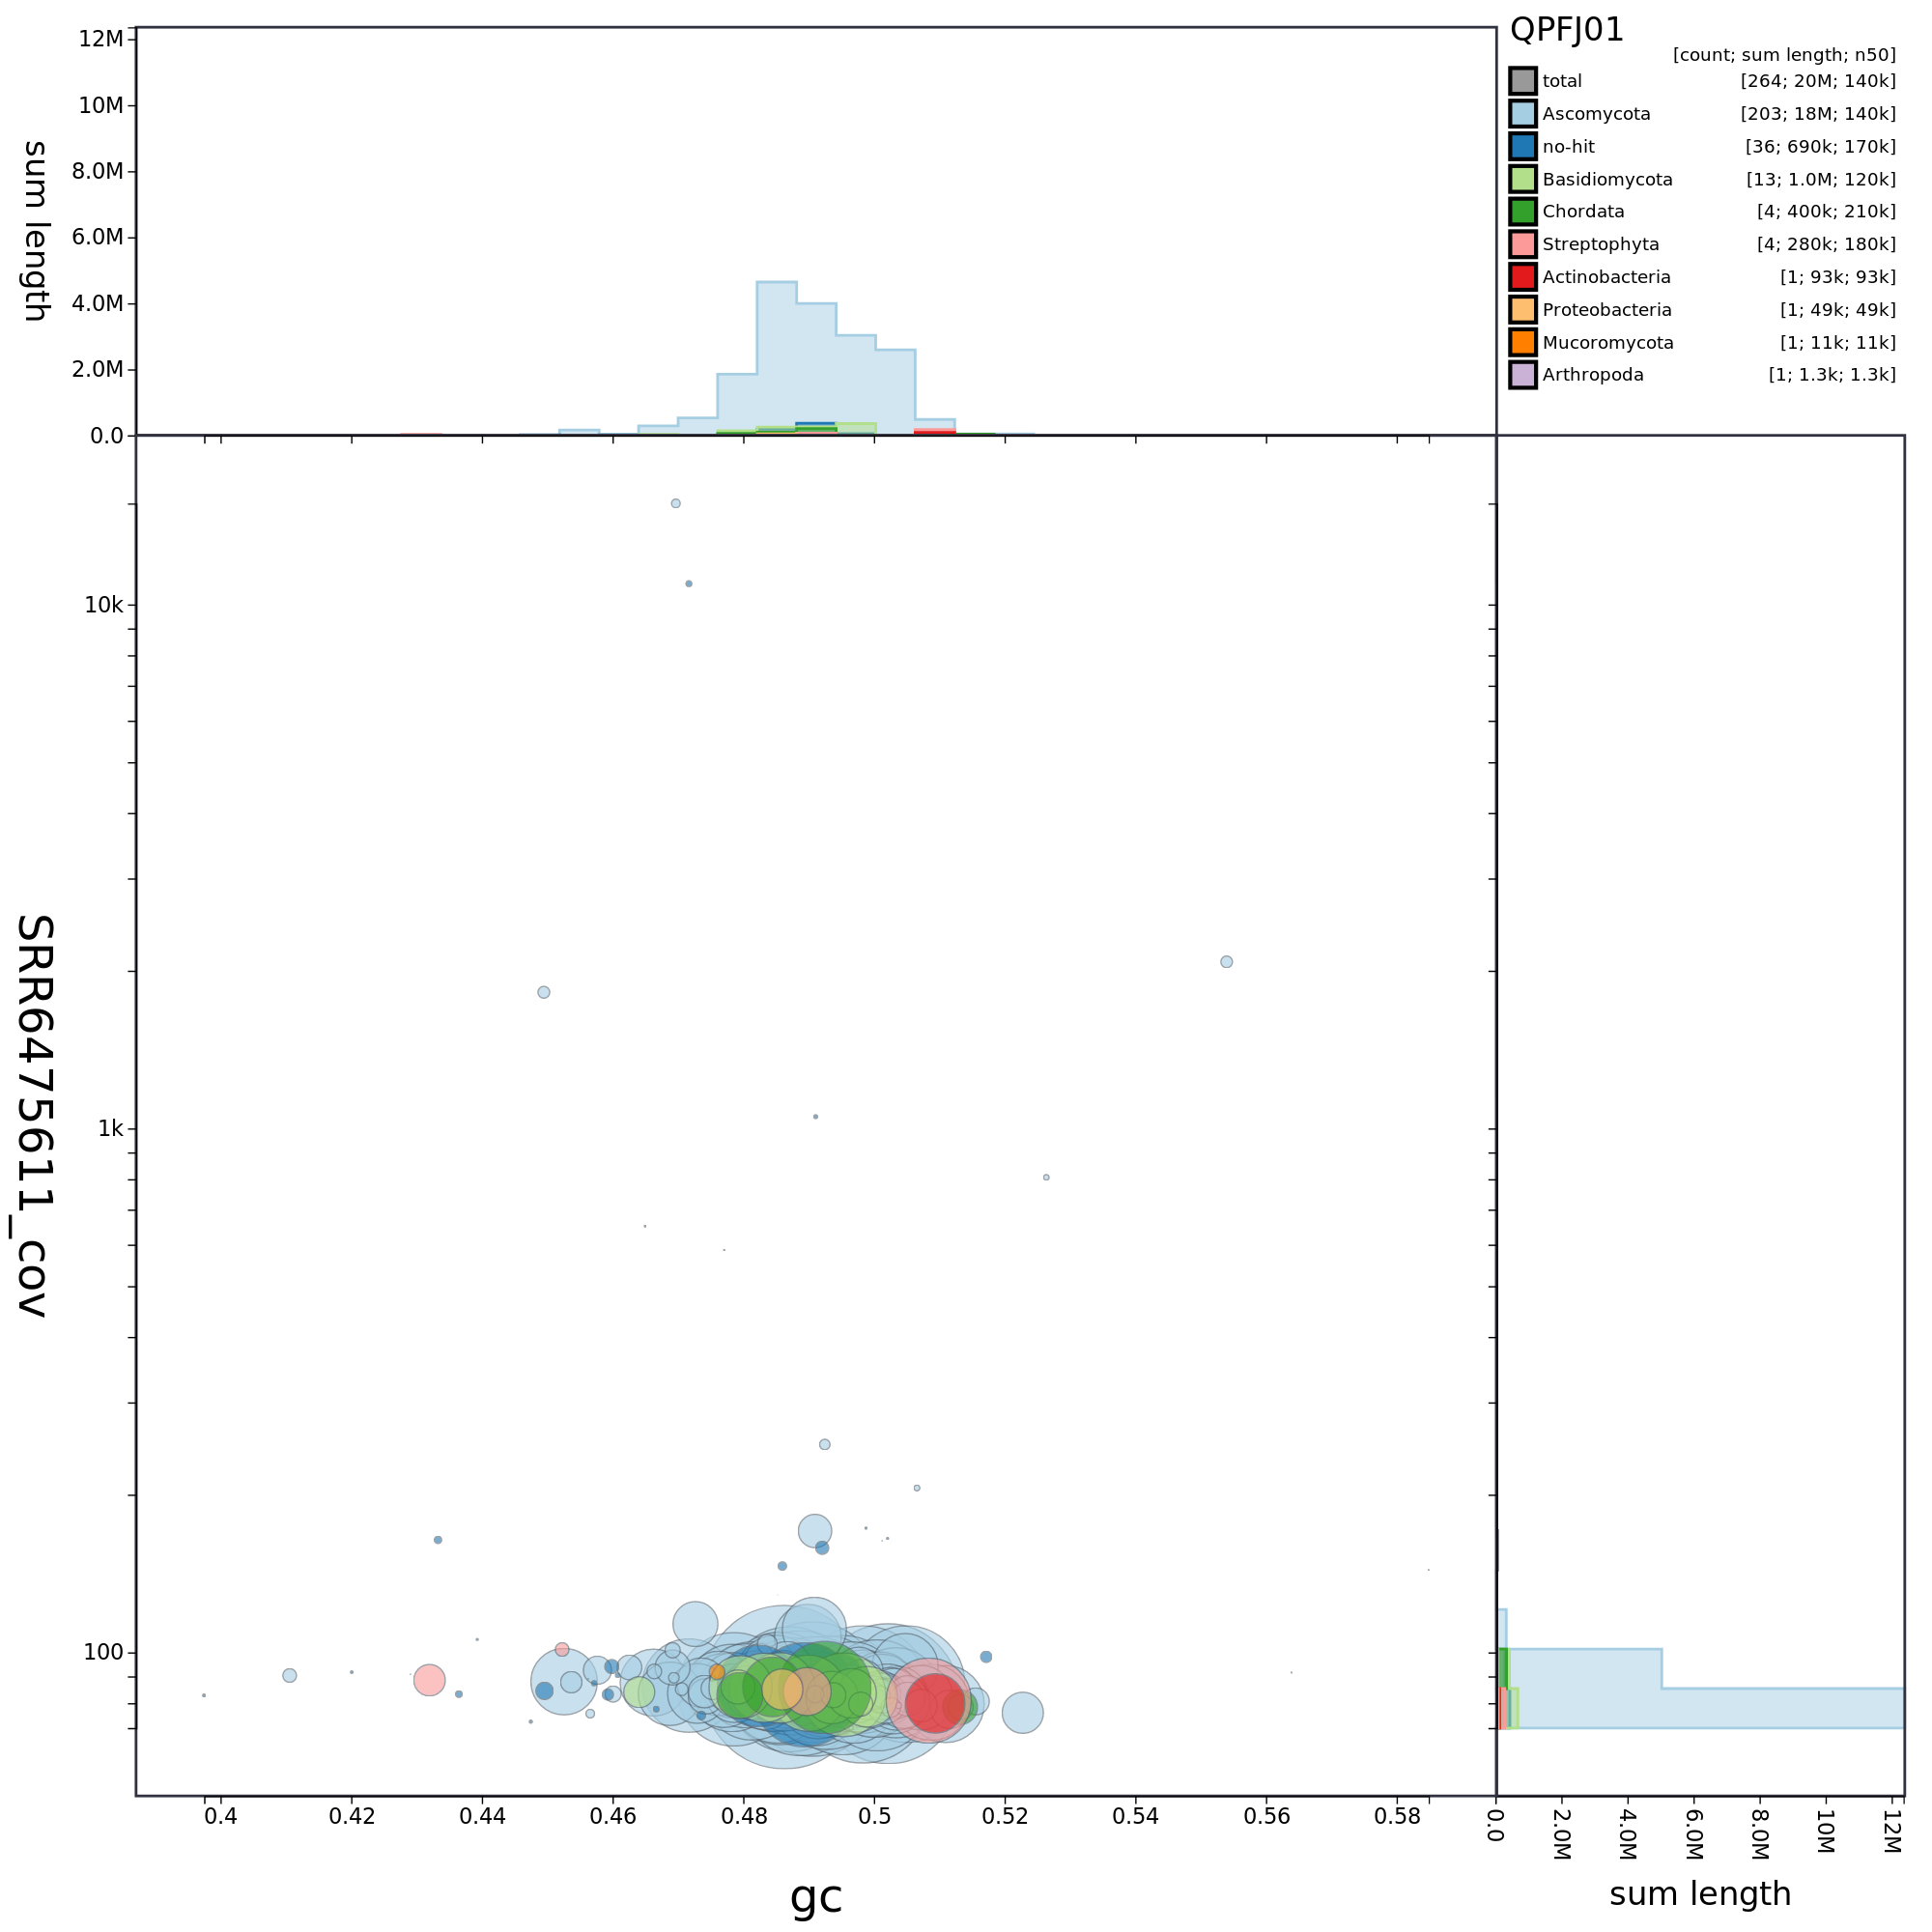 QPFJ01
[count; sum length; n50]
total [264; 20M; 140k]
Ascomycota [203; 18M; 140k]
no-hit [36; 690k; 170k]
Basidiomycota [13; 1.0M; 120k]
Chordata [4; 400k; 210k]
Streptophyta [4; 280k; 180k]
Actinobacteria [1; 93k; 93k]
Proteobacteria [1; 49k; 49k]
Mucoromycota [1; 11k; 11k]
Arthropoda [1; 1.3k; 1.3k]
sum length
12M
10M
8.0M
6.0M
4.0M
2.0M
0.0
SRR6475611_cov
10k
1k
100
0.4 0.42 0.44 0.46 0.48 0.5 0.52 0.54 0.56 0.58
gc
0.0 2.0M 4.0M 6.0M 8.0M 10M 12M
sum length